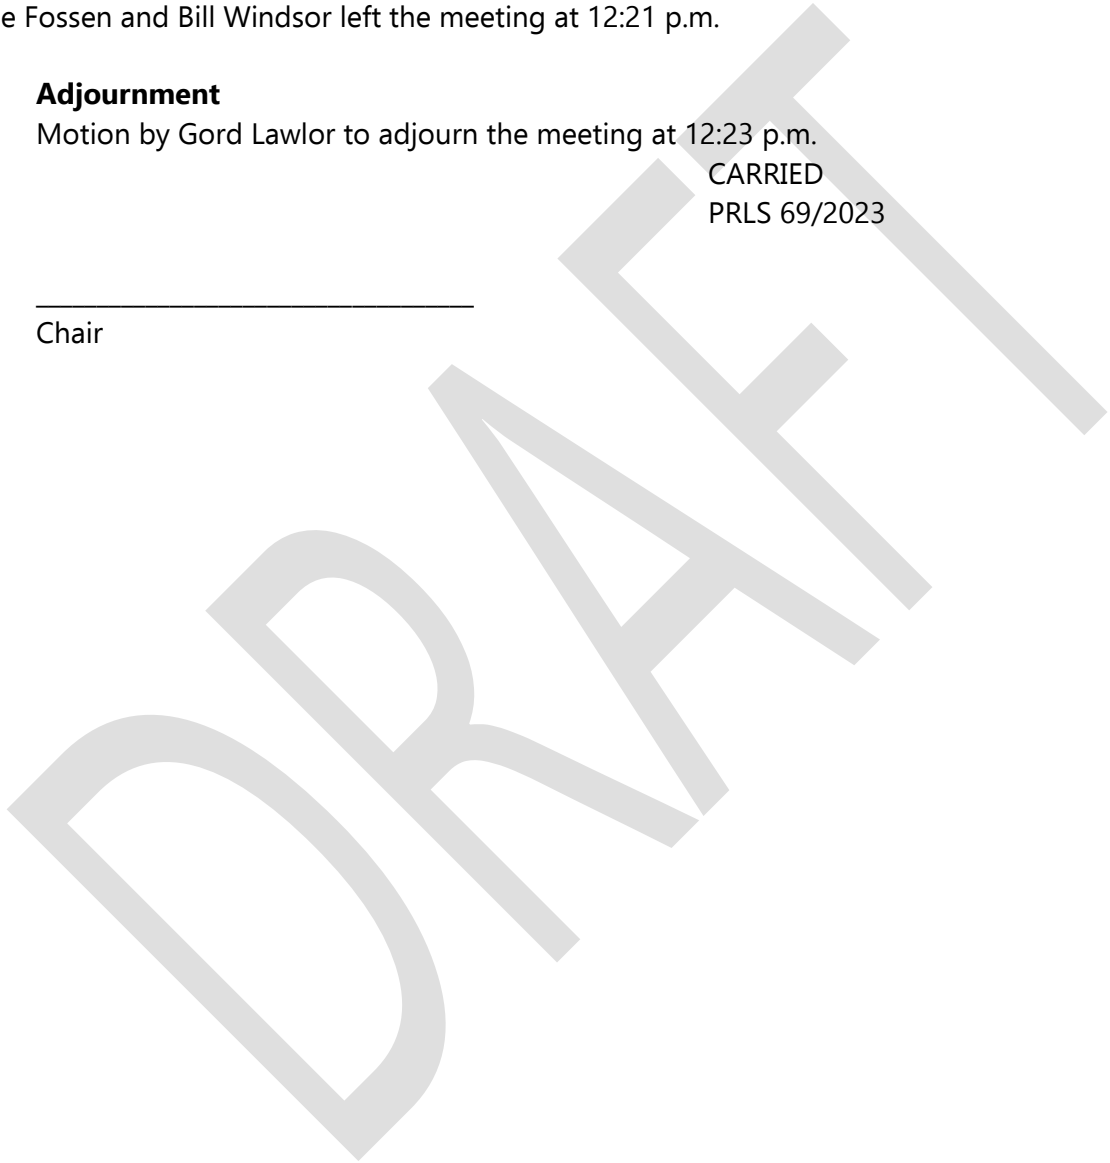 e Fossen and Bill Windsor left the meeting at 12:21 p.m.
Adjournment
Motion by Gord Lawlor to adjourn the meeting at 12:23 p.m.
CARRIED
PRLS 69/2023
Chair
DRAFT